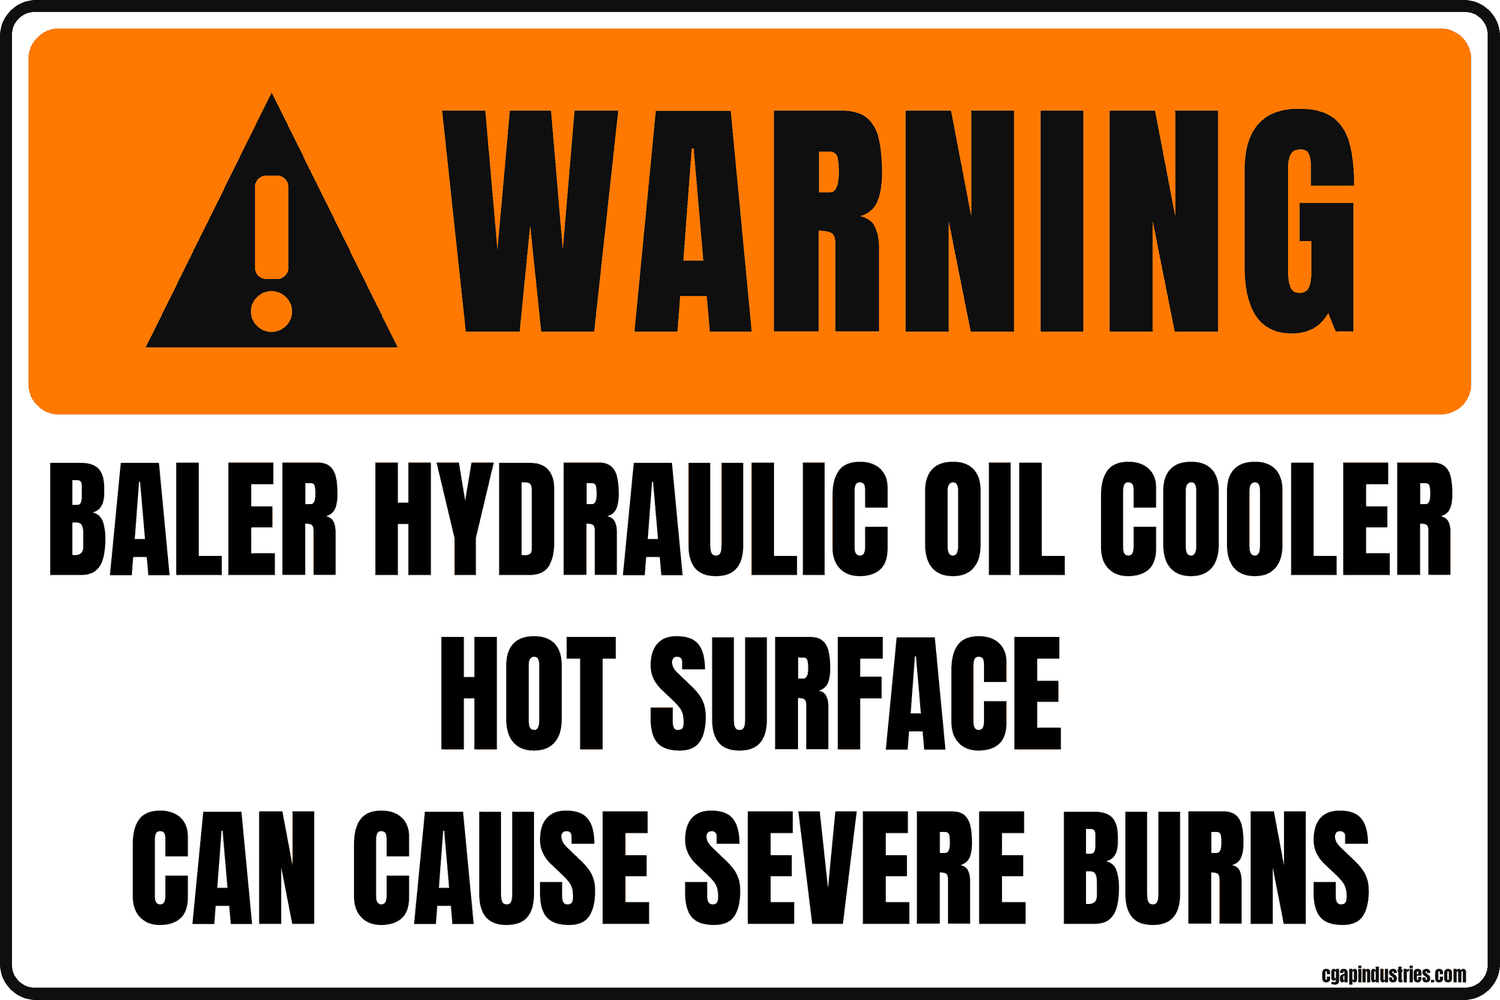 WARNING
BALER HYDRAULIC OIL COOLER
HOT SURFACE
CAN CAUSE SEVERE BURNS
cgapindustries.com